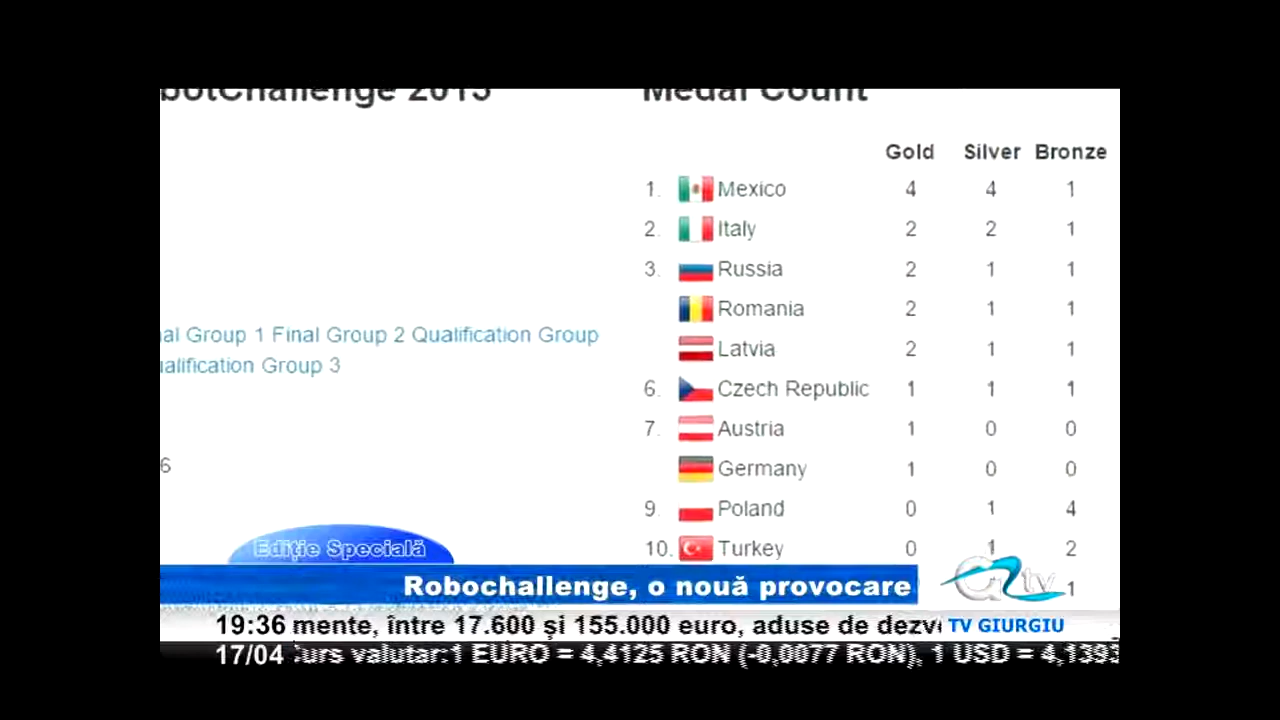 botChallenge 2015
Medal Count
Gold Silver Bronze
1. Mexico 4 4 1
2. Italy 2 2 1
3. Russia 2 1 1
Romania 2 1 1
Latvia 2 1 1
6. Czech Republic 1 1 1
7. Austria 1 0 0
Germany 1 0 0
9. Poland 0 1 4
10. Turkey 0 1 2
1
al Group 1 Final Group 2 Qualification Group
alification Group 3
6
Ediție Specială
Robochallenge, o nouă provocare
tv
19:36 mente, între 17.600 și 155.000 euro, aduse de dezv
TV GIURGIU
17/04 urs valutar:1 EURO = 4,4125 RON (-0,0077 RON), 1 USD = 4,1393